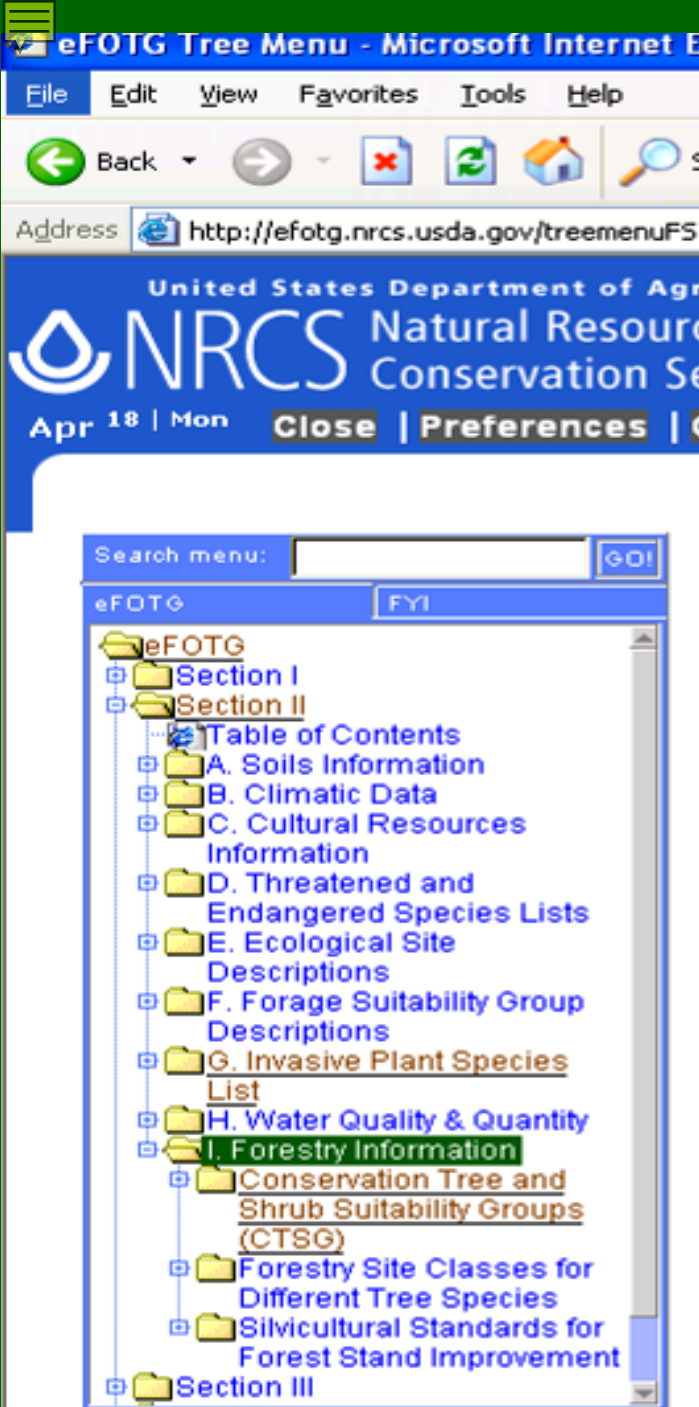 eFOTG Tree Menu - Microsoft Internet E
File Edit View Favorites Tools Help
Back
Address http://efotg.nrcs.usda.gov/treemenuFS
United States Department of Agr
NRCS Natural Resourc
Conservation Se
Apr 18 | Mon Close | Preferences |
Search menu: GO!
eFOTG FYI
eFOTG
Section I
Section II
Table of Contents
A. Soils Information
B. Climatic Data
C. Cultural Resources
Information
D. Threatened and
Endangered Species Lists
E. Ecological Site
Descriptions
F. Forage Suitability Group
Descriptions
G. Invasive Plant Species
List
H. Water Quality & Quantity
I. Forestry Information
Conservation Tree and
Shrub Suitability Groups
(CTSG)
Forestry Site Classes for
Different Tree Species
Silvicultural Standards for
Forest Stand Improvement
Section III